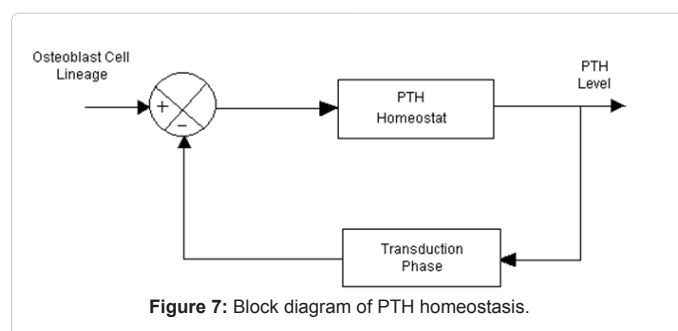 Osteoblast Cell
Lineage
+
−
PTH
Homeostat
PTH
Level
Transduction
Phase
Figure 7: Block diagram of PTH homeostasis.